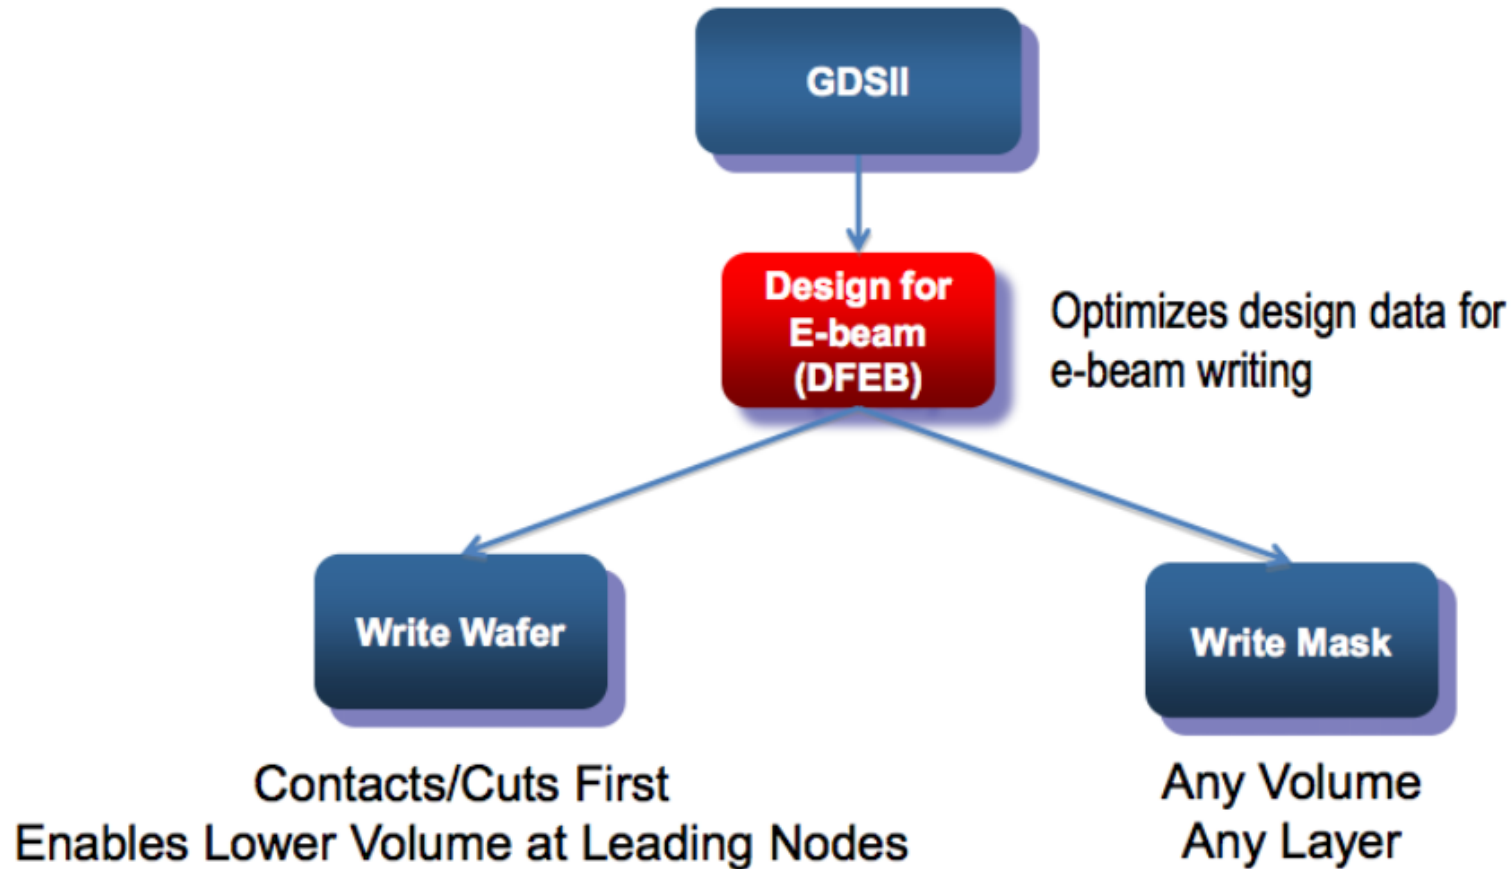 GDSII
Design for
E-beam
(DFEB)
Optimizes design data for
e-beam writing
Write Wafer
Write Mask
Contacts/Cuts First
Enables Lower Volume at Leading Nodes
Any Volume
Any Layer